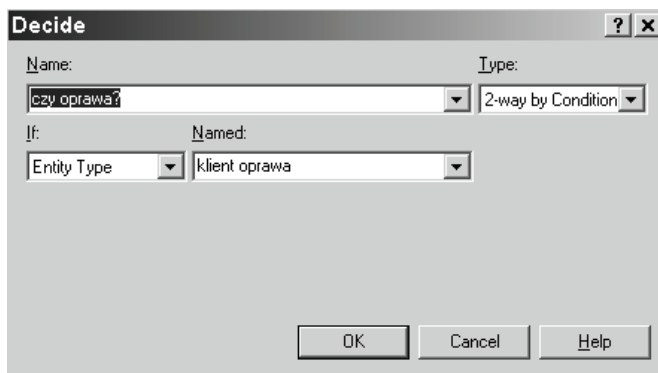 Decide ? x
Name: Type:
czy oprawa? 2-way by Condition
If: Named:
Entity Type klient oprawa
OK Cancel Help